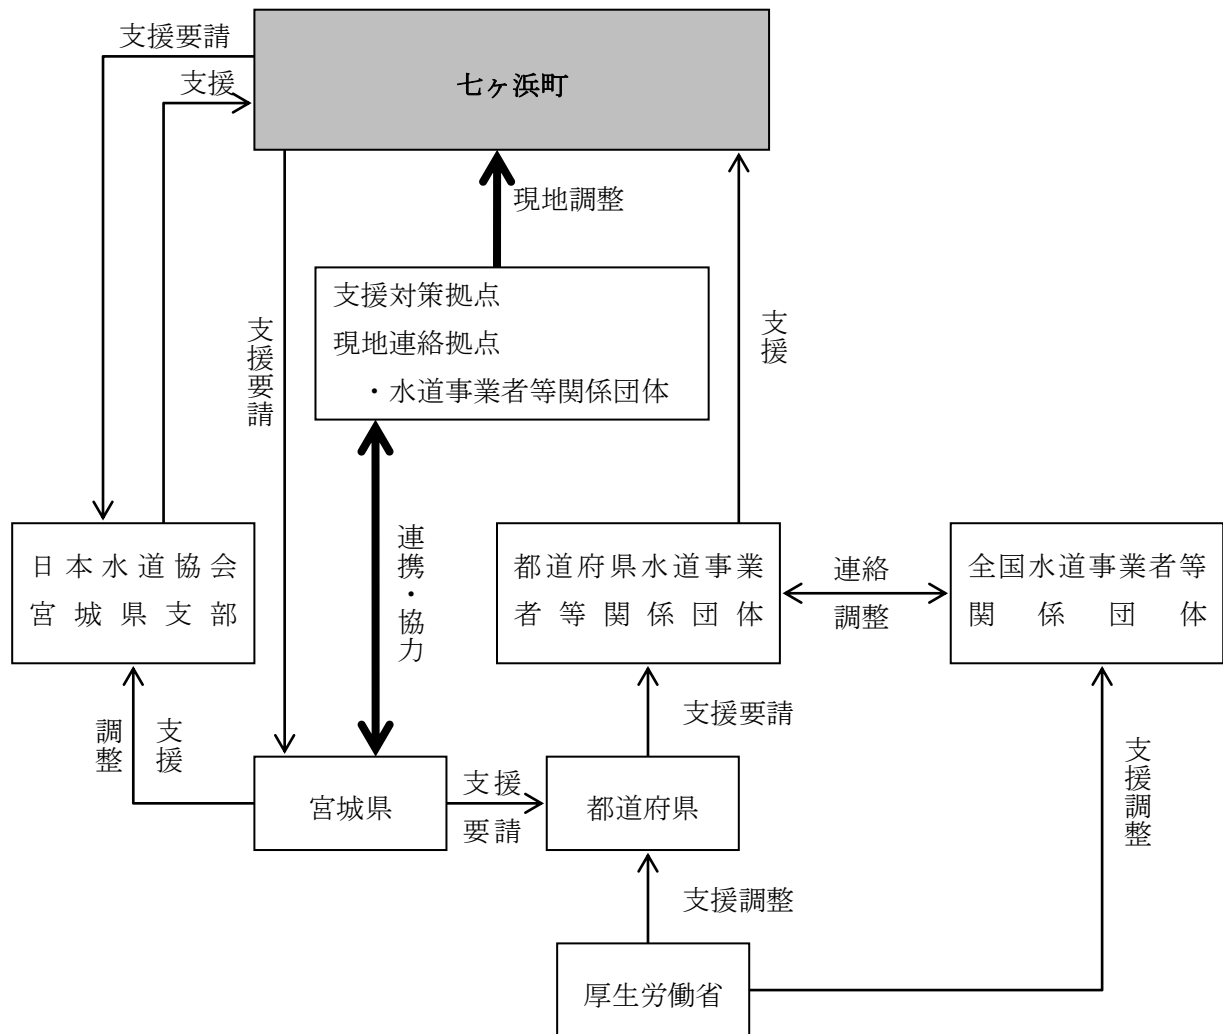 支援要請
支援
七ヶ浜町
現地調整
支援対策拠点
現地連絡拠点
・水道事業者等関係団体
支援要請
支援
連携・協力
日本水道協会
宮城県支部
都道府県水道事業
者等関係団体
連絡
調整
全国水道事業者等
関係団体
調整
支援
支援要請
支援調整
宮城県
支援
要請
都道府県
支援調整
厚生労働省